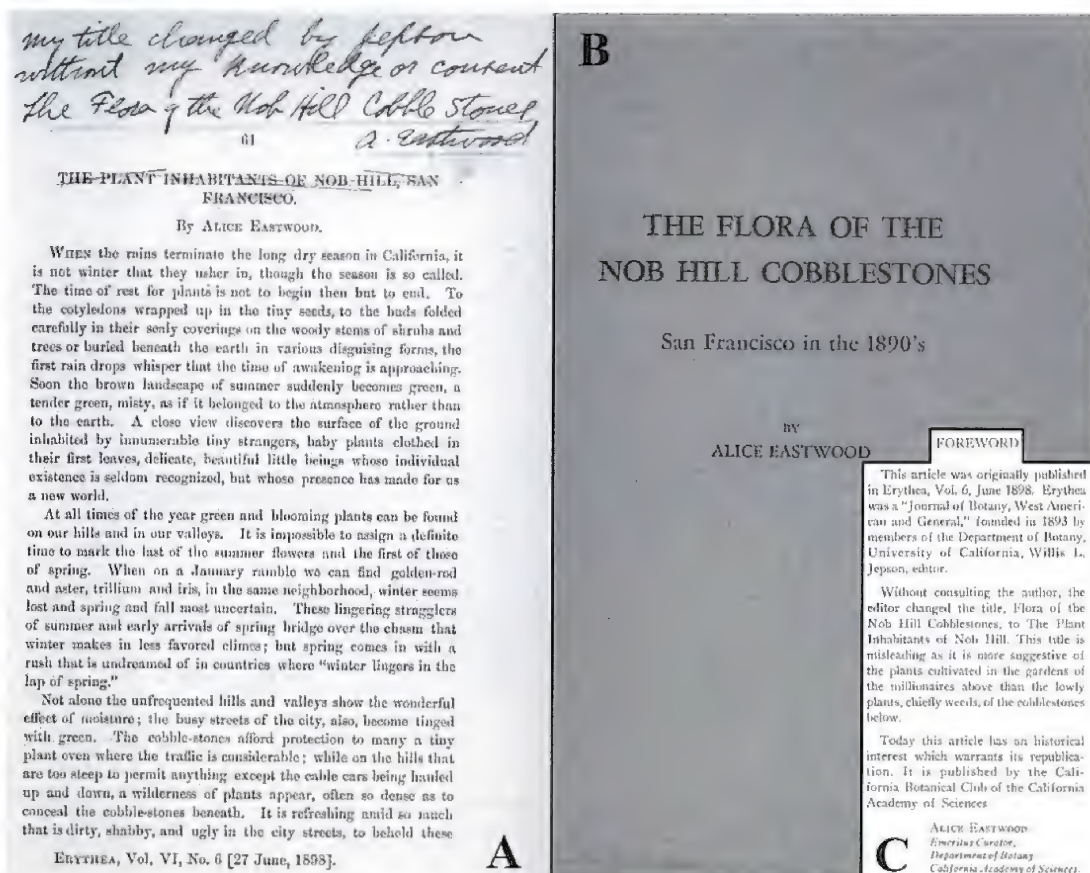 my title changed by Jepson
without my knowledge or consent
The Flora of the Nob Hill Cobble Stones
A. Eastwood
61
THE PLANT INHABITANTS OF NOB HILL, SAN
FRANCISCO.
By Alice Eastwood.
When the rains terminate the long dry season in California, it
is not winter that they usher in, though the season is so called.
The time of rest for plants is not to begin then but to end. To
the cotyledons wrapped up in the tiny seeds, to the buds folded
carefully in their scaly coverings on the woody stems of shrubs and
trees or buried beneath the earth in various disguising forms, the
first rain drops whisper that the time of awakening is approaching.
Soon the brown landscape of summer suddenly becomes green, a
tender green, misty, as if it belonged to the atmosphere rather than
to the earth. A close view discovers the surface of the ground
inhabited by innumerable tiny strangers, baby plants clothed in
their first leaves, delicate, beautiful little beings whose individual
existence is seldom recognized, but whose presence has made for us
a new world.
At all times of the year green and blooming plants can be found
on our hills and in our valleys. It is impossible to assign a definite
time to mark the last of the summer flowers and the first of those
of spring. When on a January ramble we can find golden-rod
and aster, trillium and iris, in the same neighborhood, winter seems
lost and spring and fall most uncertain. These lingering stragglers
of summer and early arrivals of spring bridge over the chasm that
winter makes in less favored climes; but spring comes in with a
rush that is undreamed of in countries where "winter lingers in the
lap of spring."
Not alone the unfrequented hills and valleys show the wonderful
effect of moisture; the busy streets of the city, also, become tinged
with green. The cobble-stones afford protection to many a tiny
plant even where the traffic is considerable; while on the hills that
are too steep to permit anything except the cable cars being hauled
up and down, a wilderness of plants appear, often so dense as to
conceal the cobble-stones beneath. It is refreshing amid so much
that is dirty, shabby, and ugly in the city streets, to behold these
Erythea, Vol. VI, No. 6 [27 June, 1898].
A
B
THE FLORA OF THE
NOB HILL COBBLESTONES
San Francisco in the 1890's
BY
ALICE EASTWOOD
FOREWORD
This article was originally published
in Erythea, Vol. 6, June 1898. Erythea
was a "Journal of Botany, West Ameri-
can and General," founded in 1893 by
members of the Department of Botany,
University of California, Willis L.
Jepson, editor.
Without consulting the author, the
editor changed the title, Flora of the
Nob Hill Cobblestones, to The Plant
Inhabitants of Nob Hill. This title is
misleading as it is more suggestive of
the plants cultivated in the gardens of
the millionaires above than the lowly
plants, chiefly weeds, of the cobblestones
below.
Today this article has an historical
interest which warrants its republica-
tion. It is published by the Cali-
fornia Botanical Club of the California
Academy of Sciences
Alice Eastwood
Emeritus Curator,
Department of Botany
California Academy of Sciences
C